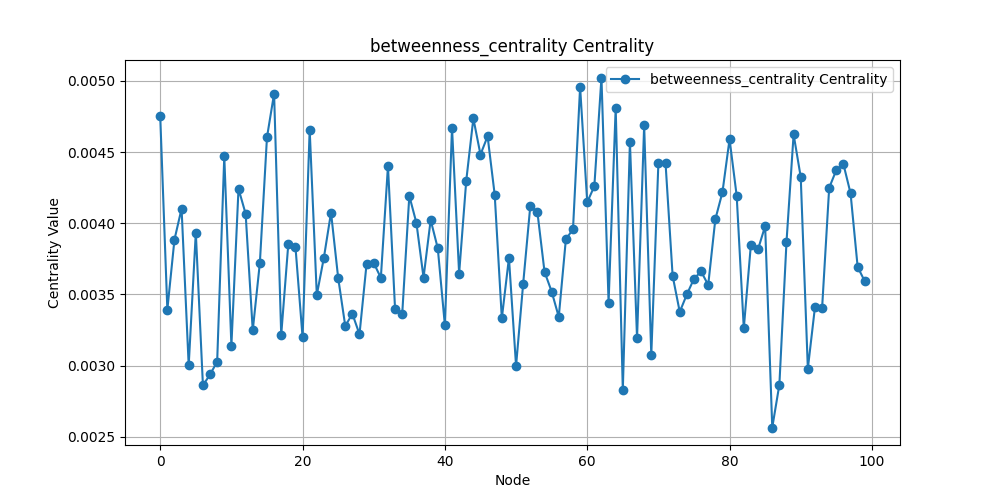 betweenness_centrality Centrality
betweenness_centrality Centrality
Centrality Value
0.0050
0.0045
0.0040
0.0035
0.0030
0.0025
0 20 40 60 80 100
Node